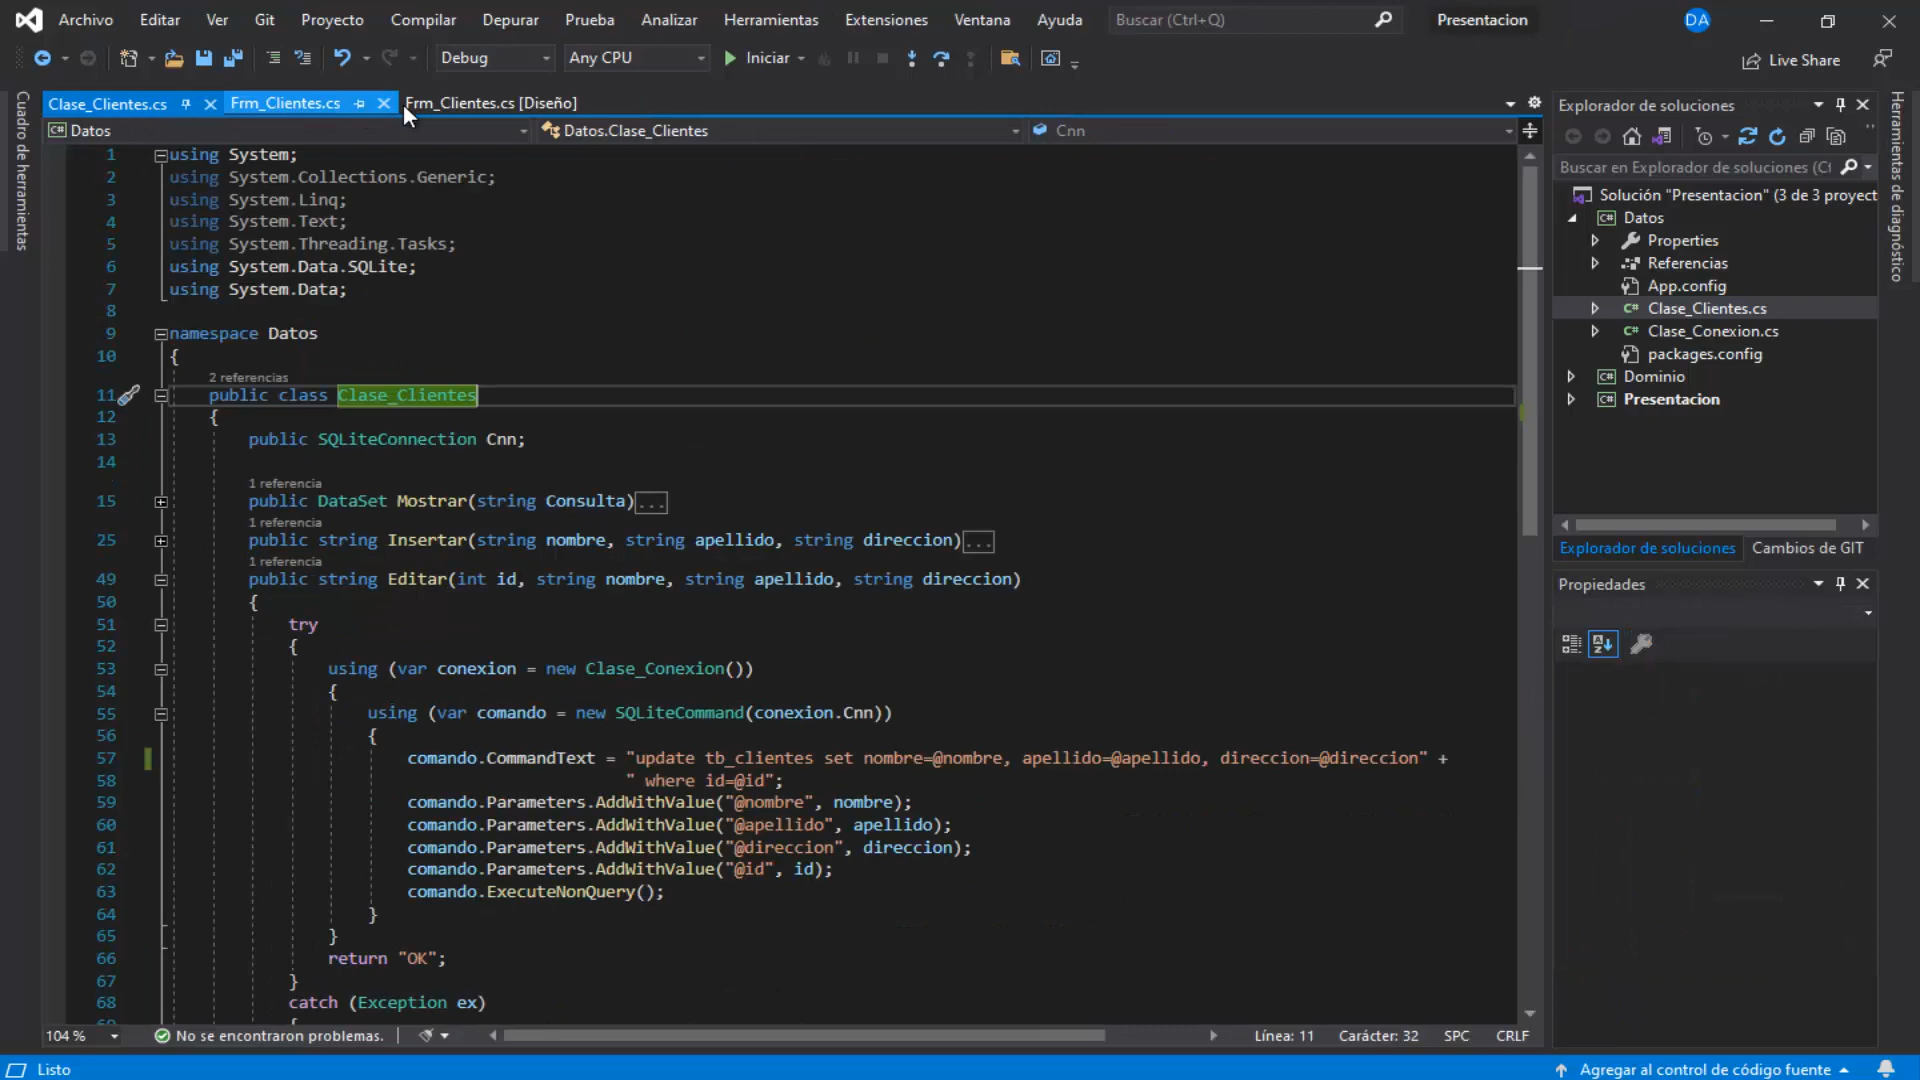 Archivo Editar Ver Git Proyecto Compilar Depurar Prueba Analizar Herramientas Extensiones Ventana Ayuda Buscar (Ctrl+Q) Presentacion DA
Debug Any CPU Iniciar Live Share
Clase_Clientes.cs Frm_Clientes.cs Frm_Clientes.cs [Diseño]
Datos Datos.Clase_Clientes Cnn
Cuadro de herramientas
1 using System;
2 using System.Collections.Generic;
3 using System.Linq;
4 using System.Text;
5 using System.Threading.Tasks;
6 using System.Data.SQLite;
7 using System.Data;
8
9 namespace Datos
10 {
2 referencias
11 public class Clase_Clientes
12 {
13 public SQLiteConnection Cnn;
14
1 referencia
15 public DataSet Mostrar(string Consulta)...
1 referencia
25 public string Insertar(string nombre, string apellido, string direccion)...
1 referencia
49 public string Editar(int id, string nombre, string apellido, string direccion)
50 {
51 try
52 {
53 using (var conexion = new Clase_Conexion())
54 {
55 using (var comando = new SQLiteCommand(conexion.Cnn))
56 {
57 comando.CommandText = "update tb_clientes set nombre=@nombre, apellido=@apellido, direccion=@direccion" +
58 " where id=@id";
59 comando.Parameters.AddWithValue("@nombre", nombre);
60 comando.Parameters.AddWithValue("@apellido", apellido);
61 comando.Parameters.AddWithValue("@direccion", direccion);
62 comando.Parameters.AddWithValue("@id", id);
63 comando.ExecuteNonQuery();
64 }
65 }
66 return "OK";
67 }
68 catch (Exception ex)
104 % No se encontraron problemas. Línea: 11 Carácter: 32 SPC CRLF
Explorador de soluciones
Buscar en Explorador de soluciones (Ct
Solución "Presentacion" (3 de 3 proyect
Datos
Properties
Referencias
App.config
Clase_Clientes.cs
Clase_Conexion.cs
packages.config
Dominio
Presentacion
Explorador de soluciones Cambios de GIT
Propiedades
Herramientas de diagnóstico
Listo Agregar al control de código fuente